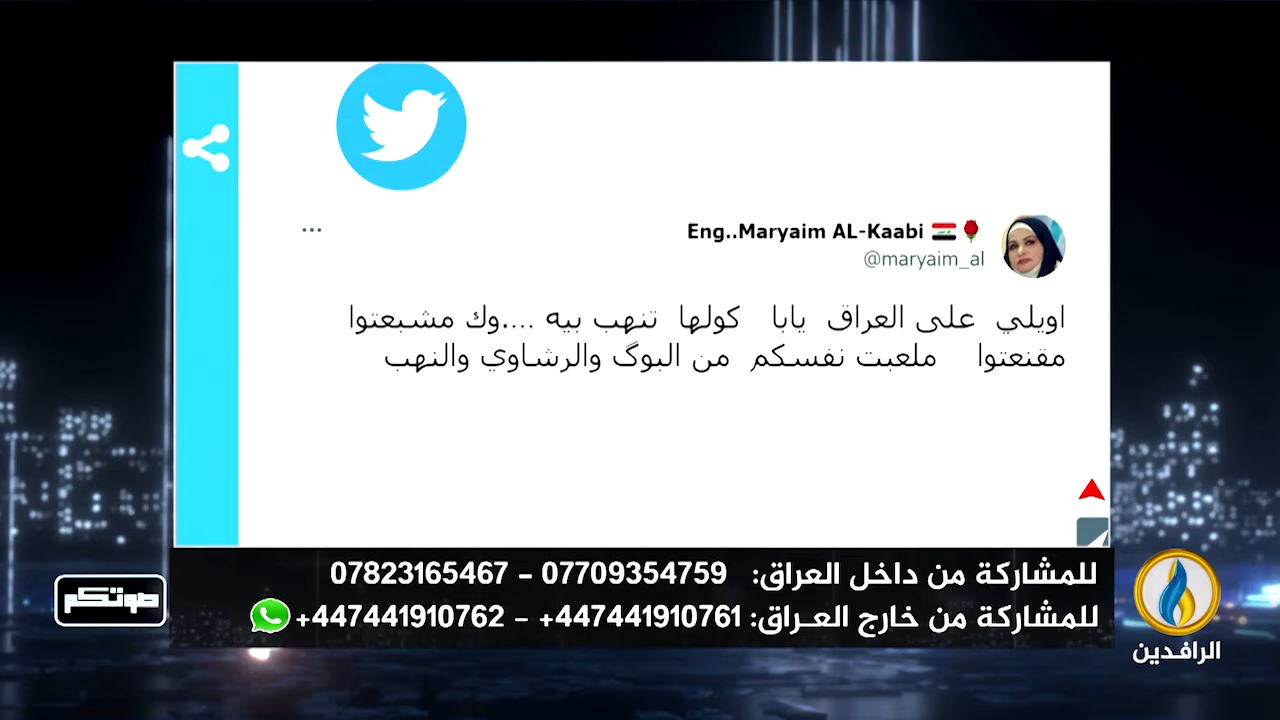 Eng..Maryaim AL-Kaabi
@maryaim_al
اويلي على العراق يابا كولها تنهب بيه ....وك مشبعتوا
مقنعتوا ملعبت نفسكم من البوگ والرشاوي والنهب
للمشاركة من داخل العراق: 07709354759 - 07823165467
للمشاركة من خارج العـراق: 447441910761+ - 447441910762+
صوتكم
الرافدين